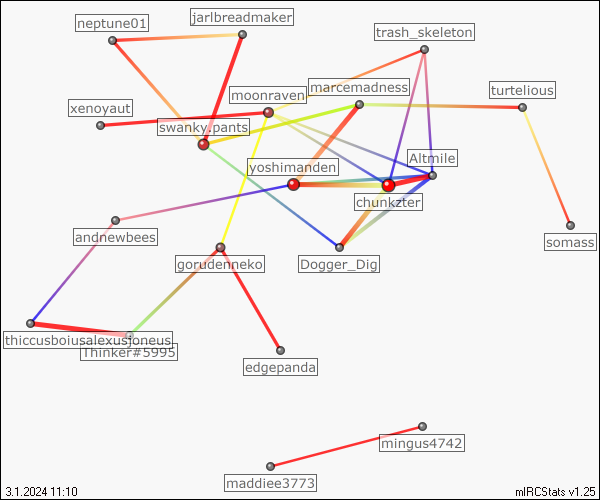 jarlbreadmaker
neptune01
trash_skeleton
marcemadness
moonraven
turtelious
xenoyaut
swanky.pants
Altmile
yoshimanden
chunkzter
andnewbees
somass
gorudenneko
Dogger_Dig
thiccusboiusalexusjoneus
Thinker#5995
edgepanda
mingus4742
maddiee3773
3.1.2024 11:10
mIRCStats v1.25